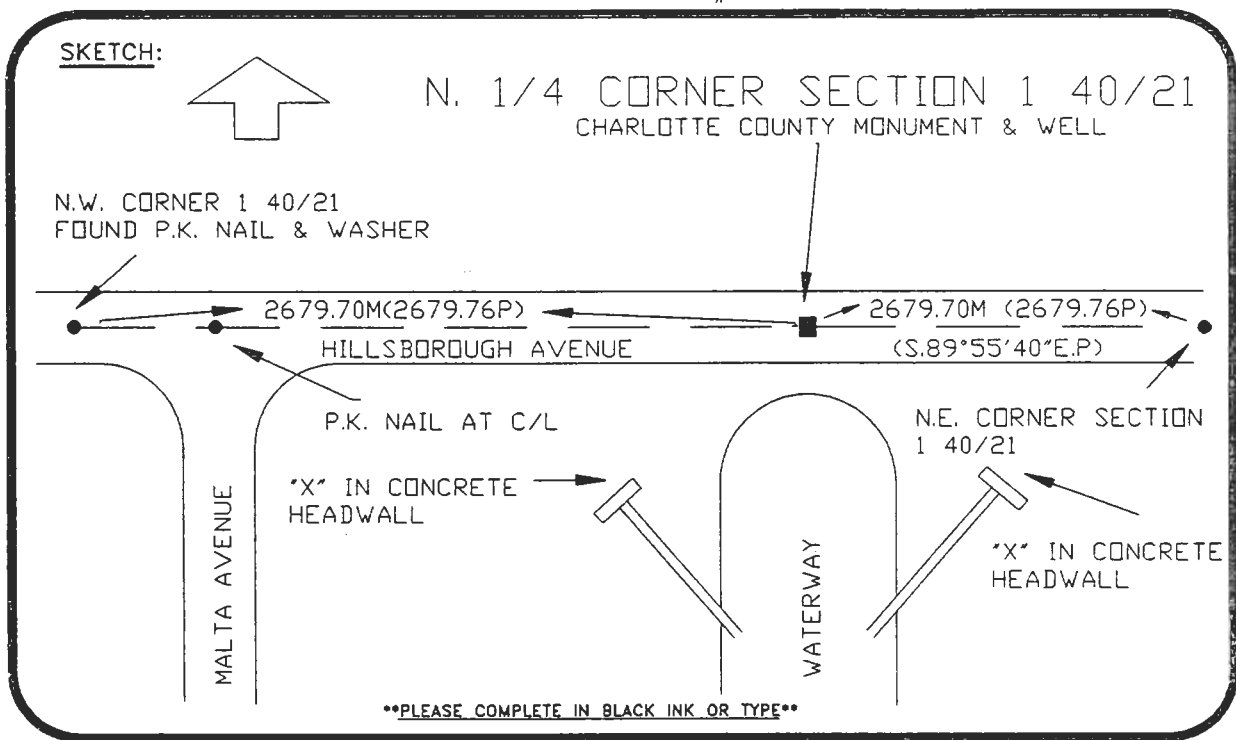 SKETCH:
N. 1/4 CORNER SECTION 1 40/21
CHARLOTTE COUNTY MONUMENT & WELL
N.W. CORNER 1 40/21
FOUND P.K. NAIL & WASHER
2679.70M(2679.76P)
2679.70M (2679.76P)
HILLSBOROUGH AVENUE
(S.89°55'40"E.P)
P.K. NAIL AT C/L
N.E. CORNER SECTION
1 40/21
"X" IN CONCRETE
HEADWALL
MALTA AVENUE
WATERWAY
"X" IN CONCRETE
HEADWALL
**PLEASE COMPLETE IN BLACK INK OR TYPE**